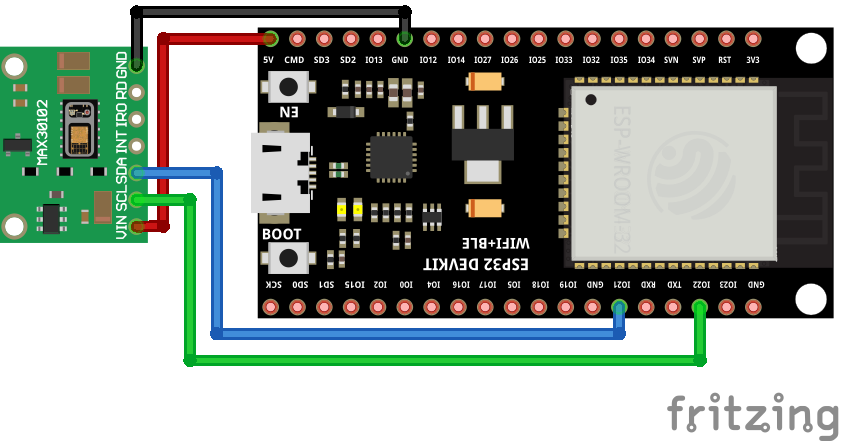 5V CMD SD3 SD2 IO13 GND IO12 IO14 IO27 IO26 IO25 IO33 IO32 IO35 IO34 SVN SVP RST 3V3
EN
MAX30102
GND
RD
IRO
INT
SDA
SCL
VIN
ESP-WROOM-32
BOOT
WIFI+BLE
ESP32 DEVKIT
SCK SD0 SD1 IO15 IO2 IO0 IO4 IO16 IO17 IO5 IO18 IO19 GND IO21 RXD TXD IO22 IO23 GND
fritzing